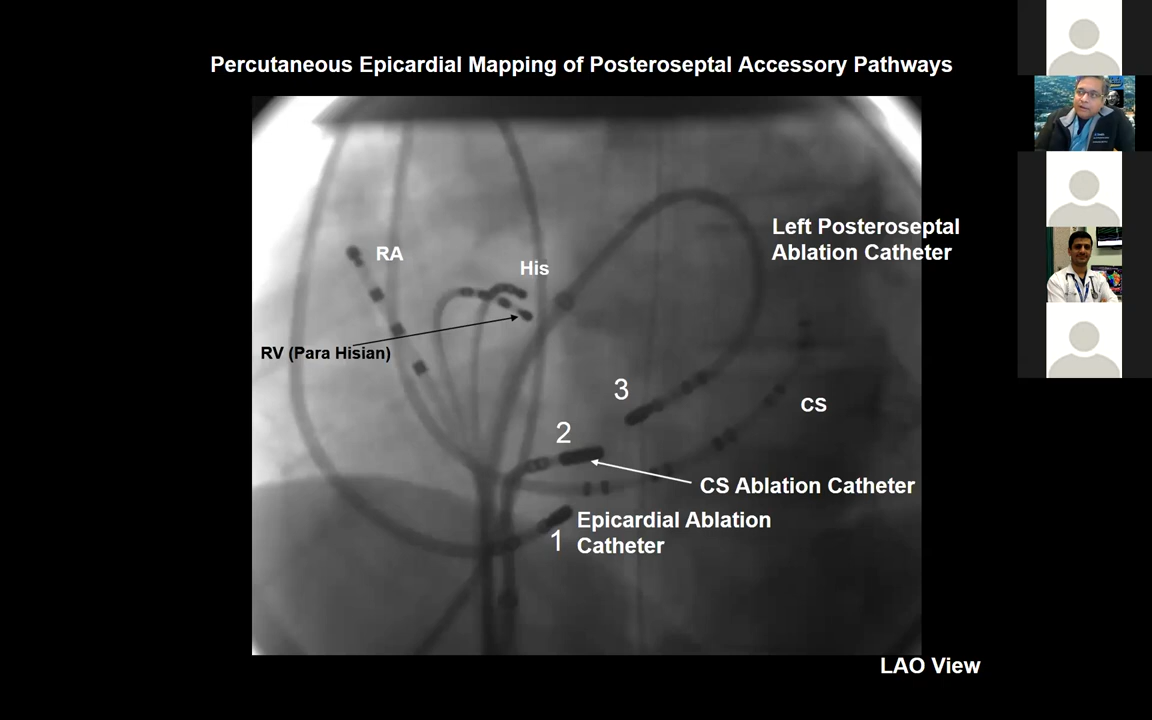 Percutaneous Epicardial Mapping of Posteroseptal Accessory Pathways
RA
His
Left Posteroseptal
Ablation Catheter
RV (Para Hisian)
3
CS
2
CS Ablation Catheter
Epicardial Ablation
Catheter
1
LAO View